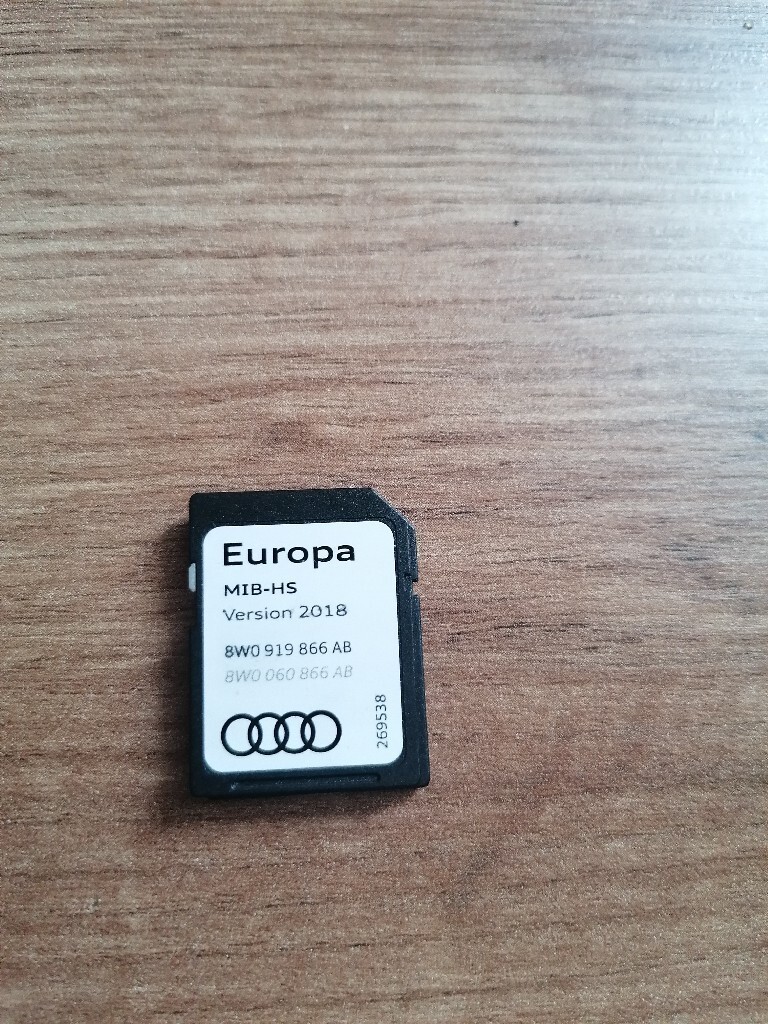 Europa
MIB-HS
Version 2018
8W0 919 866 AB
8W0 060 866 AB
269538